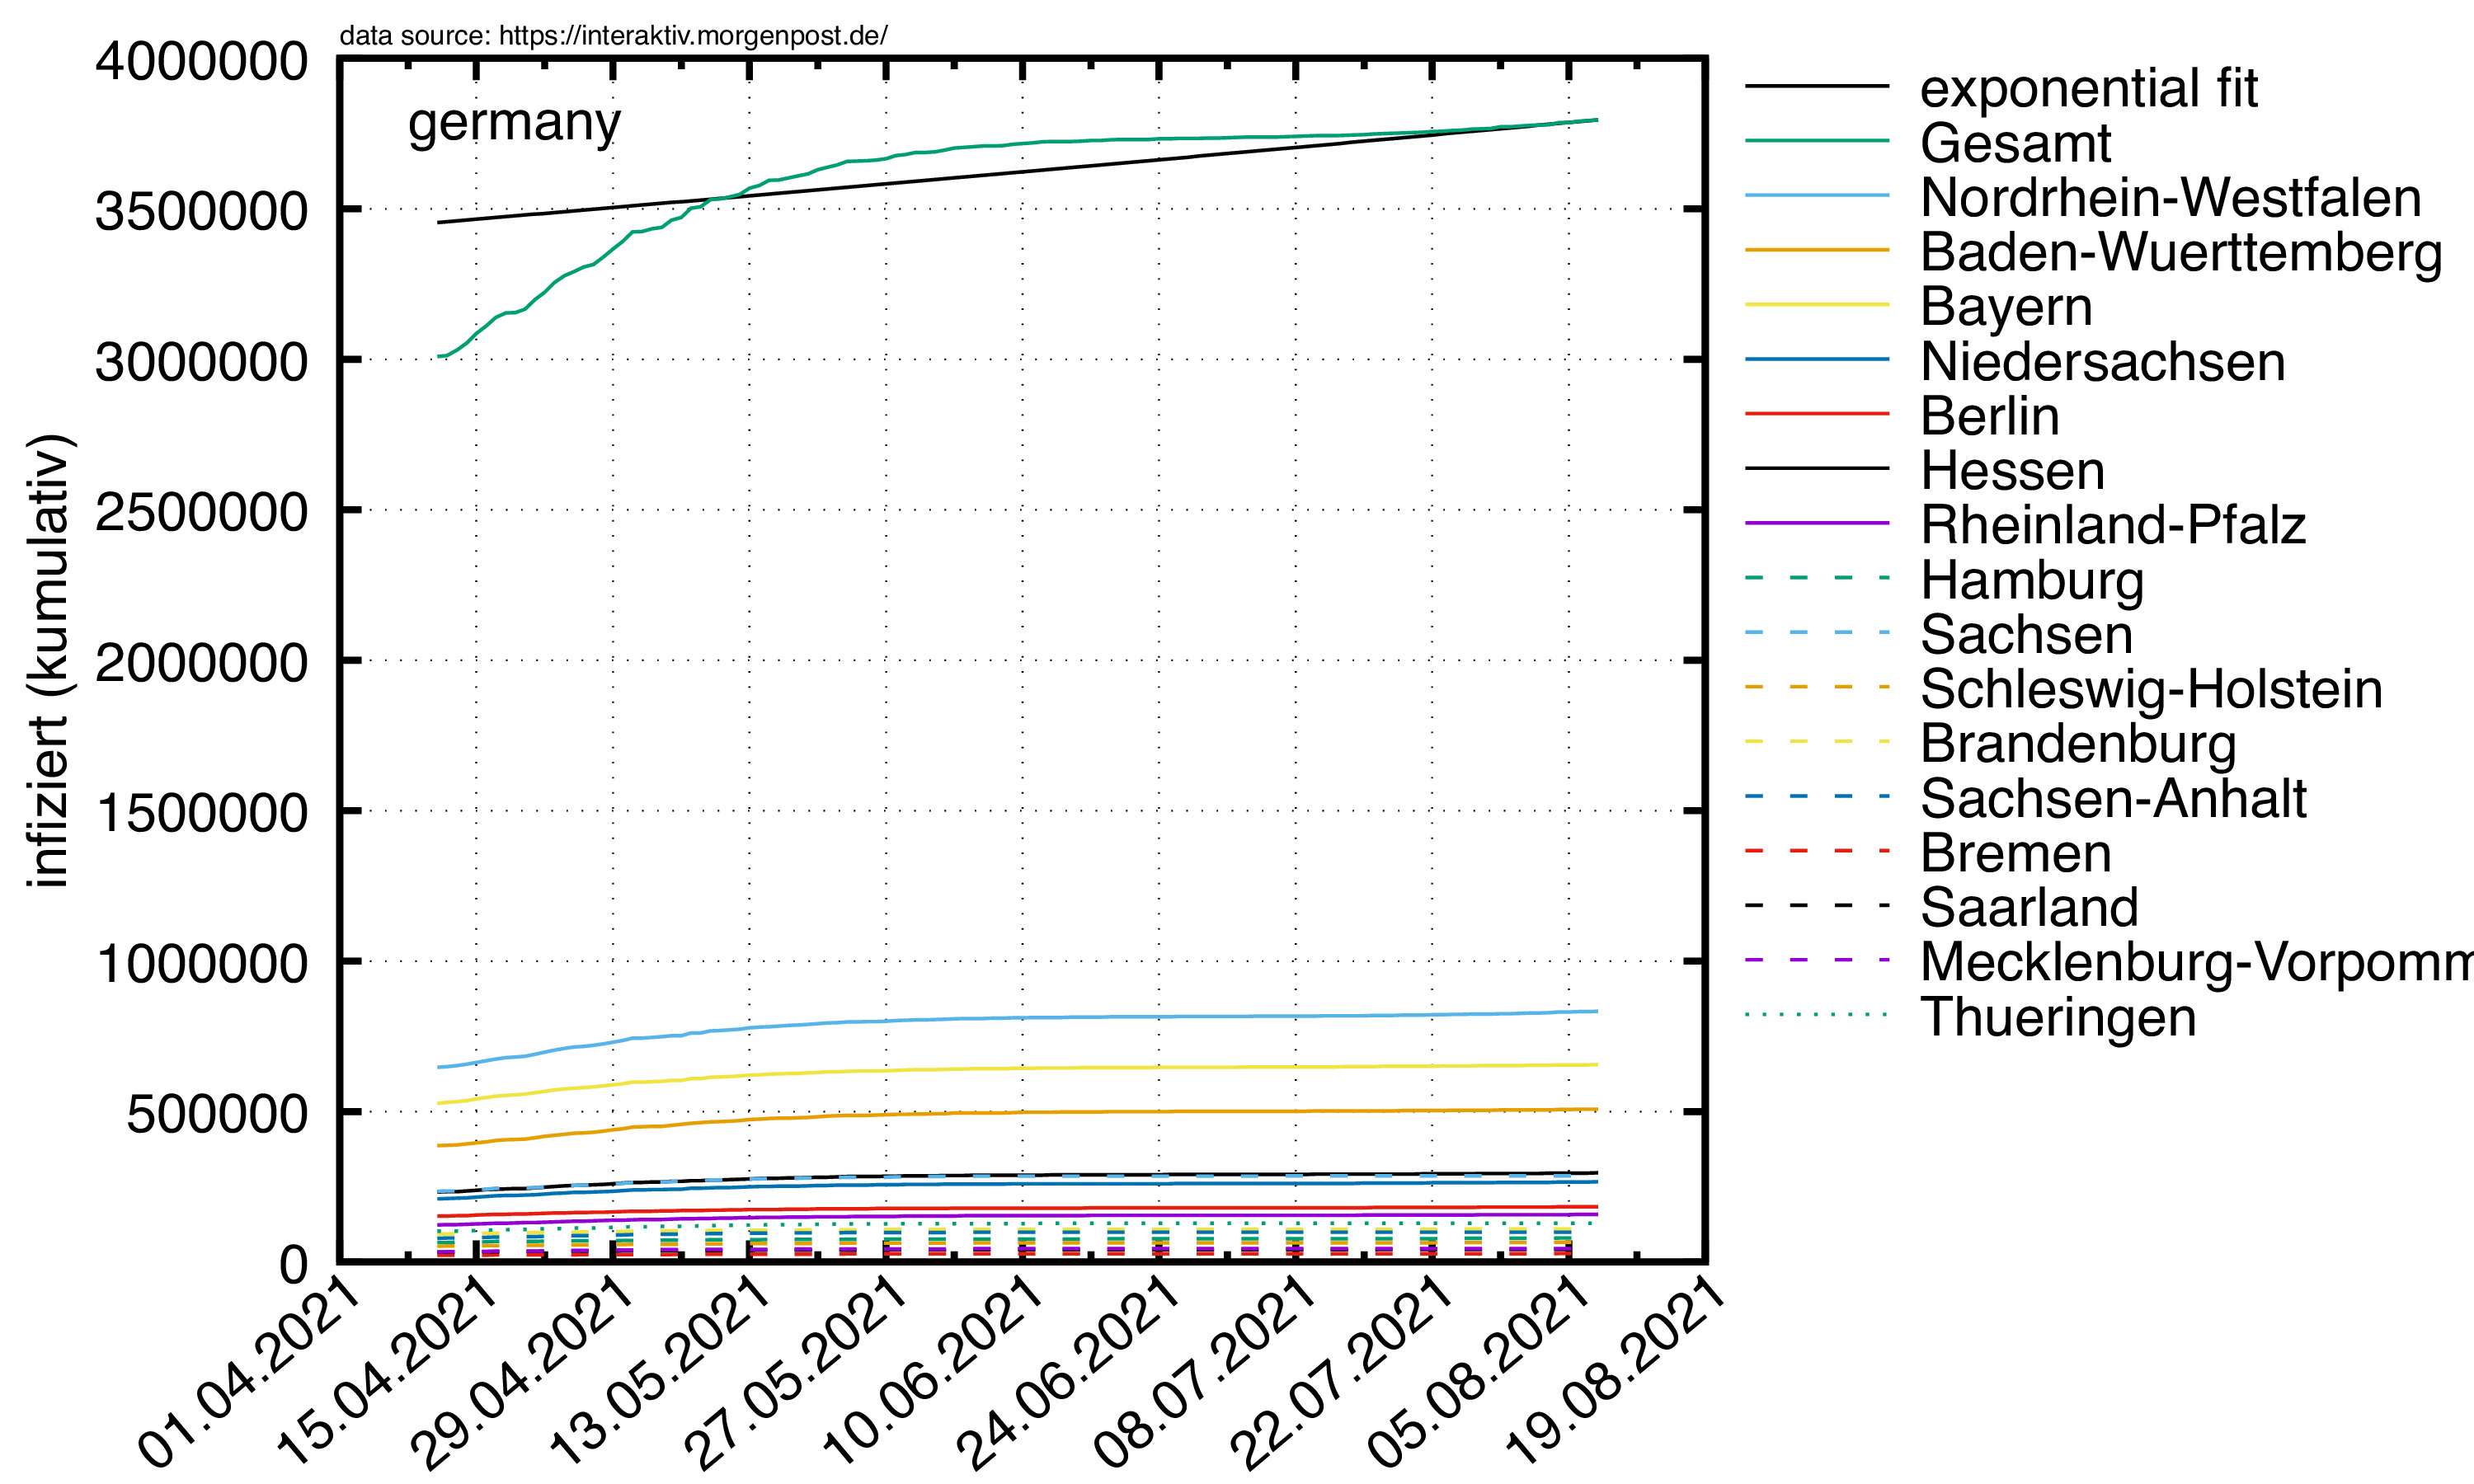 data source: https://interaktiv.morgenpost.de/
germany
infiziert (kumulativ)
4000000
3500000
3000000
2500000
2000000
1500000
1000000
500000
0
01.04.2021
15.04.2021
29.04.2021
13.05.2021
27.05.2021
10.06.2021
24.06.2021
08.07.2021
22.07.2021
05.08.2021
19.08.2021
exponential fit
Gesamt
Nordrhein-Westfalen
Baden-Wuerttemberg
Bayern
Niedersachsen
Berlin
Hessen
Rheinland-Pfalz
Hamburg
Sachsen
Schleswig-Holstein
Brandenburg
Sachsen-Anhalt
Bremen
Saarland
Mecklenburg-Vorpomm
Thueringen